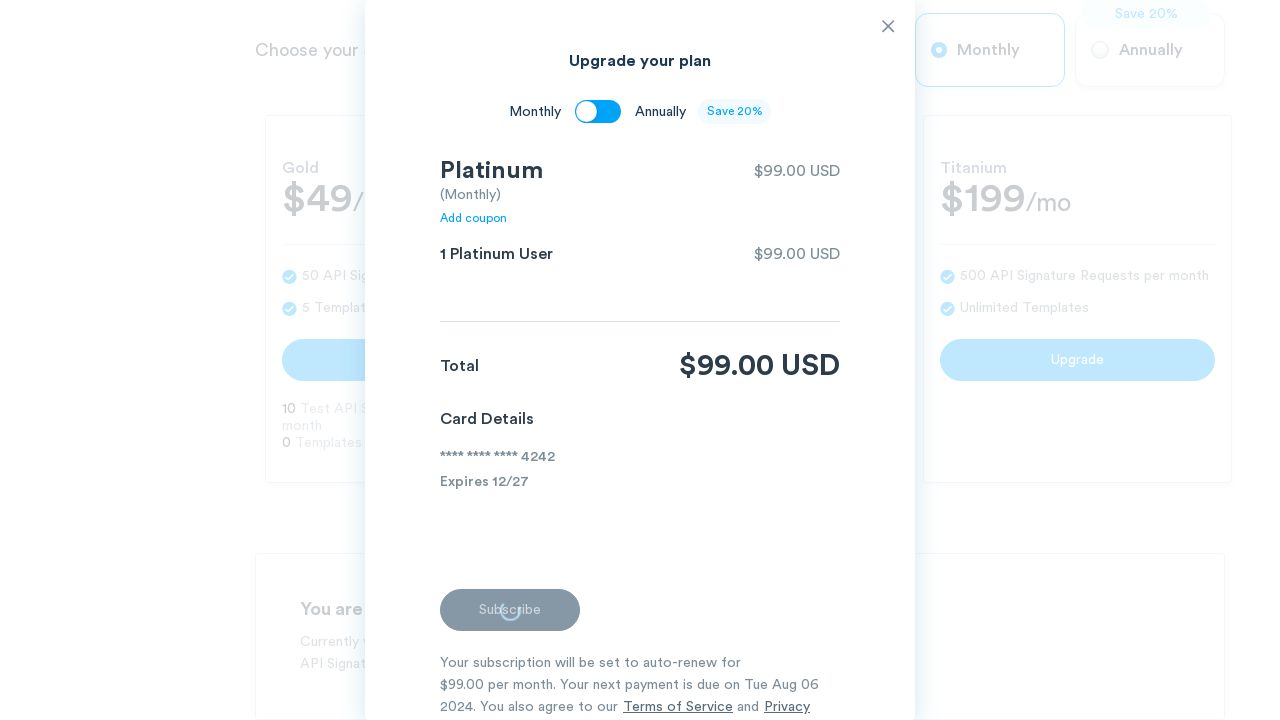 Save 20%
Upgrade your plan
Choose your
Monthly
Annually
Monthly
Annually
Save 20%
Gold
$49/
50 API Sig
5 Templat
10 Test API S
month
0 Templates
Platinum
$99.00 USD
(Monthly)
Add coupon
1 Platinum User
$99.00 USD
Total
$99.00 USD
Card Details
**** **** **** 4242
Expires 12/27
Subscribe
Your subscription will be set to auto-renew for
$99.00 per month. Your next payment is due on Tue Aug 06
2024. You also agree to our Terms of Service and Privacy
Titanium
$199/mo
500 API Signature Requests per month
Unlimited Templates
Upgrade
You are
Currently
API Signat